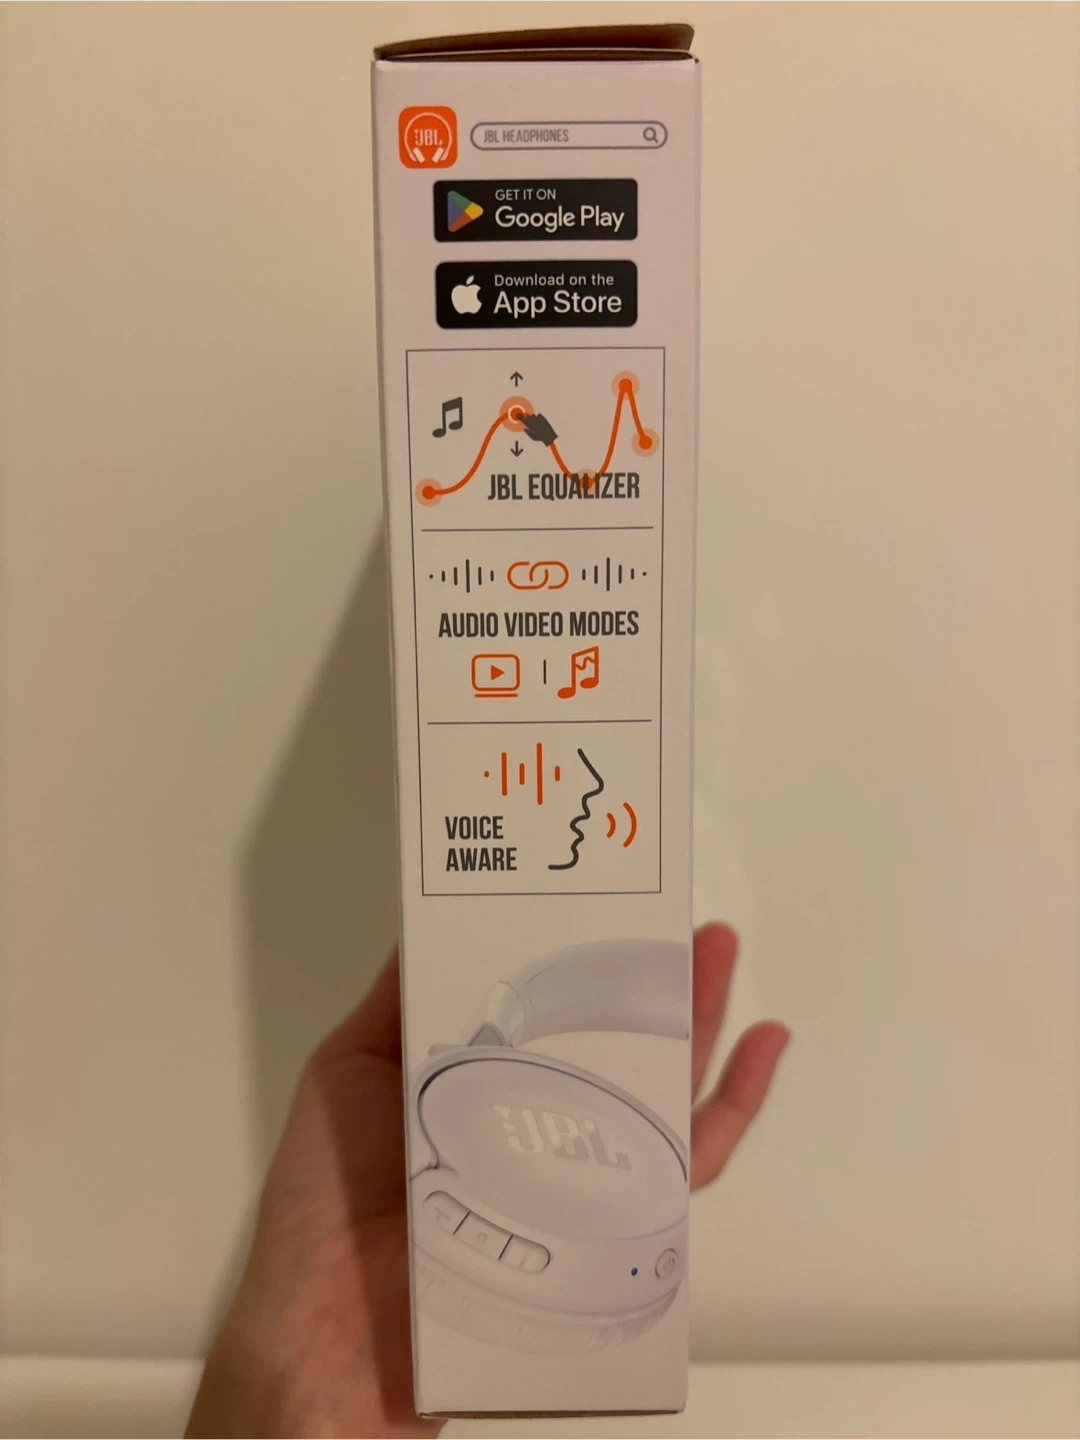 JBL
JBL HEADPHONES
GET IT ON
Google Play
Download on the
App Store
JBL EQUALIZER
AUDIO VIDEO MODES
VOICE
AWARE
JBL